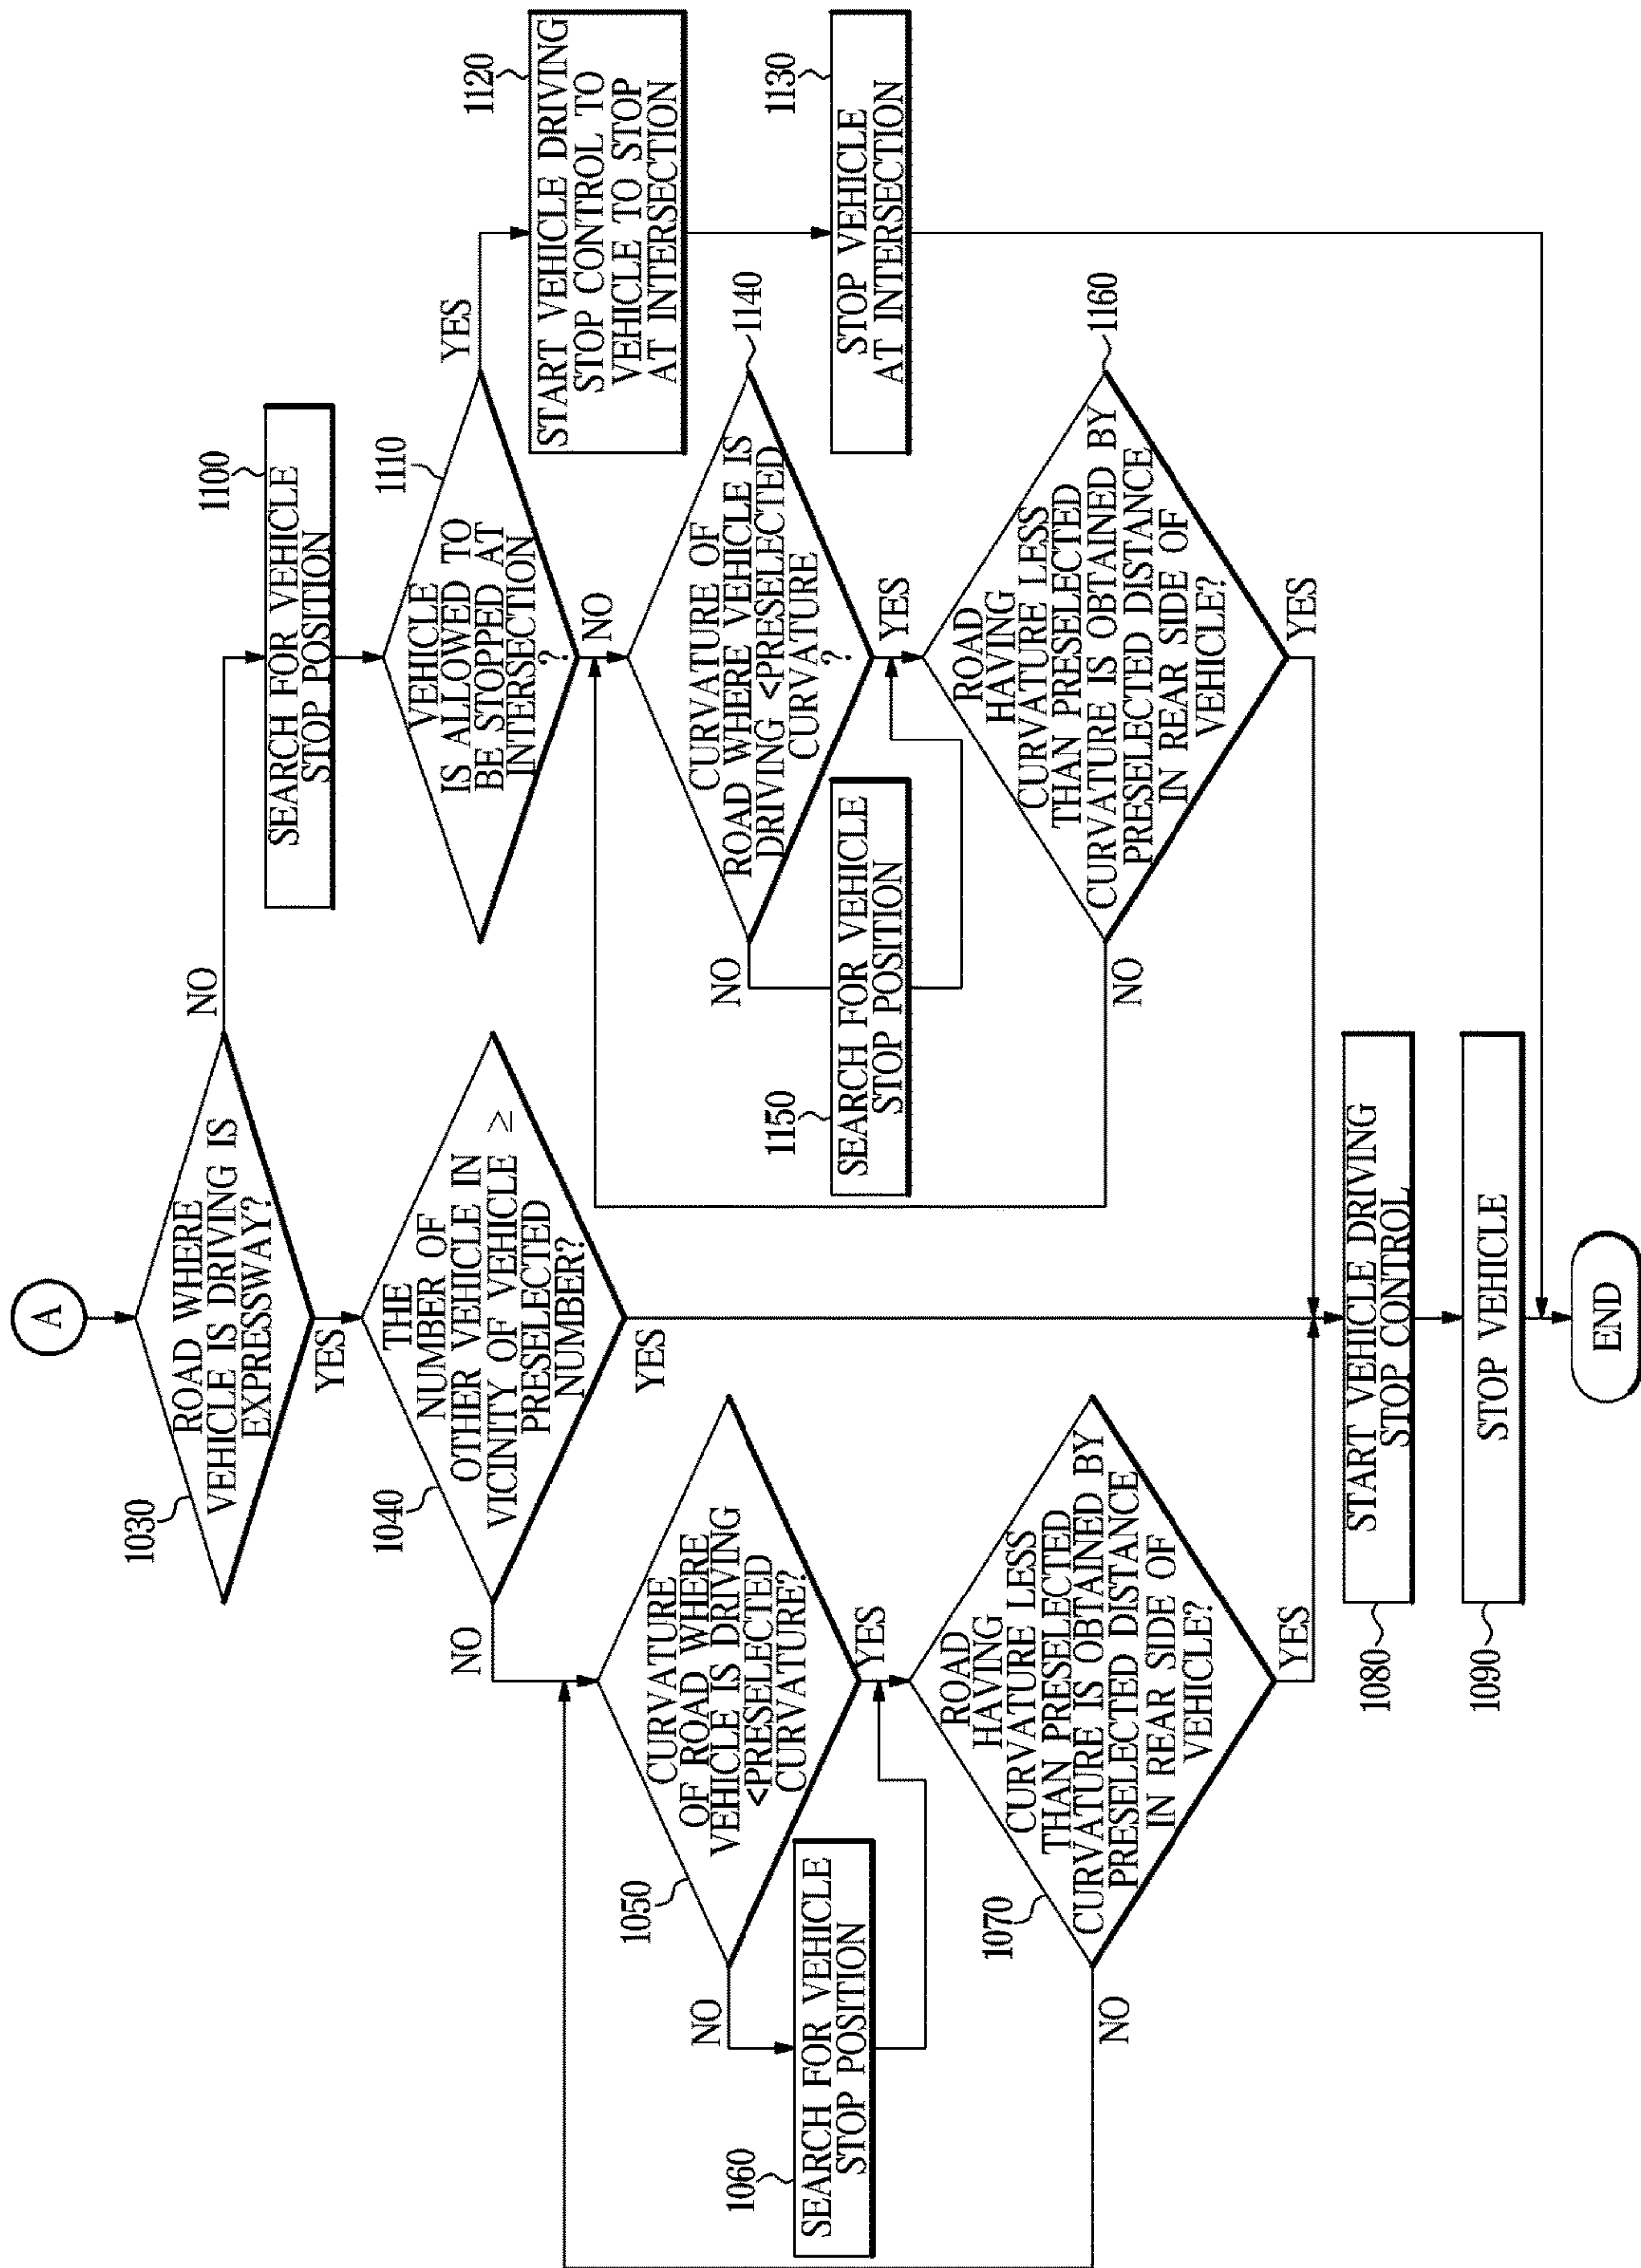 A
ROAD WHERE
VEHICLE IS DRIVING IS
EXPRESSWAY?
1030
NO
YES
THE
NUMBER OF
OTHER VEHICLE IN
VICINITY OF VEHICLE ≥
PRESELECTED
NUMBER?
1040
NO
YES
CURVATURE
OF ROAD WHERE
VEHICLE IS DRIVING
<PRESELECTED
CURVATURE?
1050
NO
YES
1060
SEARCH FOR VEHICLE
STOP POSITION
ROAD
HAVING
CURVATURE LESS
THAN PRESELECTED
CURVATURE IS OBTAINED BY
PRESELECTED DISTANCE
IN REAR SIDE OF
VEHICLE?
1070
NO
YES
START VEHICLE DRIVING
STOP CONTROL
1080
STOP VEHICLE
1090
END
1100
SEARCH FOR VEHICLE
STOP POSITION
1110
VEHICLE
IS ALLOWED TO
BE STOPPED AT
INTERSECTION
?
YES
NO
1120
START VEHICLE DRIVING
STOP CONTROL TO
VEHICLE TO STOP
AT INTERSECTION
1130
STOP VEHICLE
AT INTERSECTION
1140
CURVATURE OF
ROAD WHERE VEHICLE IS
DRIVING <PRESELECTED
CURVATURE
?
NO
YES
1150
SEARCH FOR VEHICLE
STOP POSITION
1160
ROAD
HAVING
CURVATURE LESS
THAN PRESELECTED
CURVATURE IS OBTAINED BY
PRESELECTED DISTANCE
IN REAR SIDE OF
VEHICLE?
NO
YES